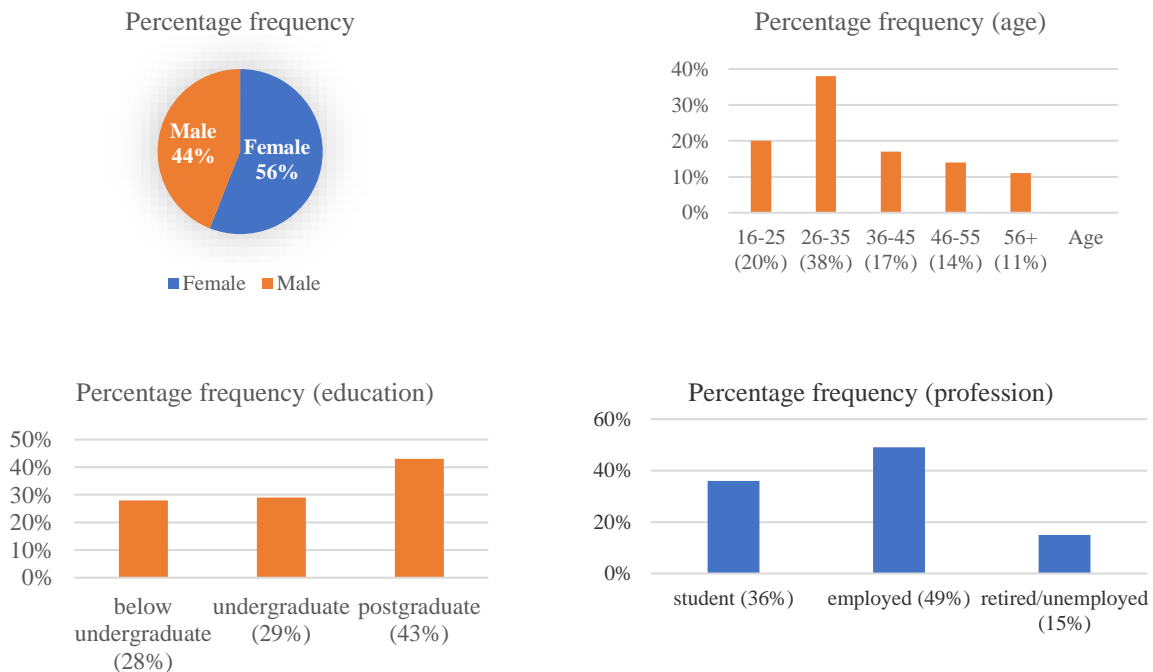 Percentage frequency
Male
44%
Female
56%
Female Male
Percentage frequency (age)
40%
30%
20%
10%
0%
16-25 26-35 36-45 46-55 56+ Age
(20%) (38%) (17%) (14%) (11%)
Percentage frequency (education)
50%
40%
30%
20%
10%
0%
below undergraduate postgraduate
undergraduate (29%) (43%)
(28%)
Percentage frequency (profession)
60%
40%
20%
0%
student (36%) employed (49%) retired/unemployed
(15%)